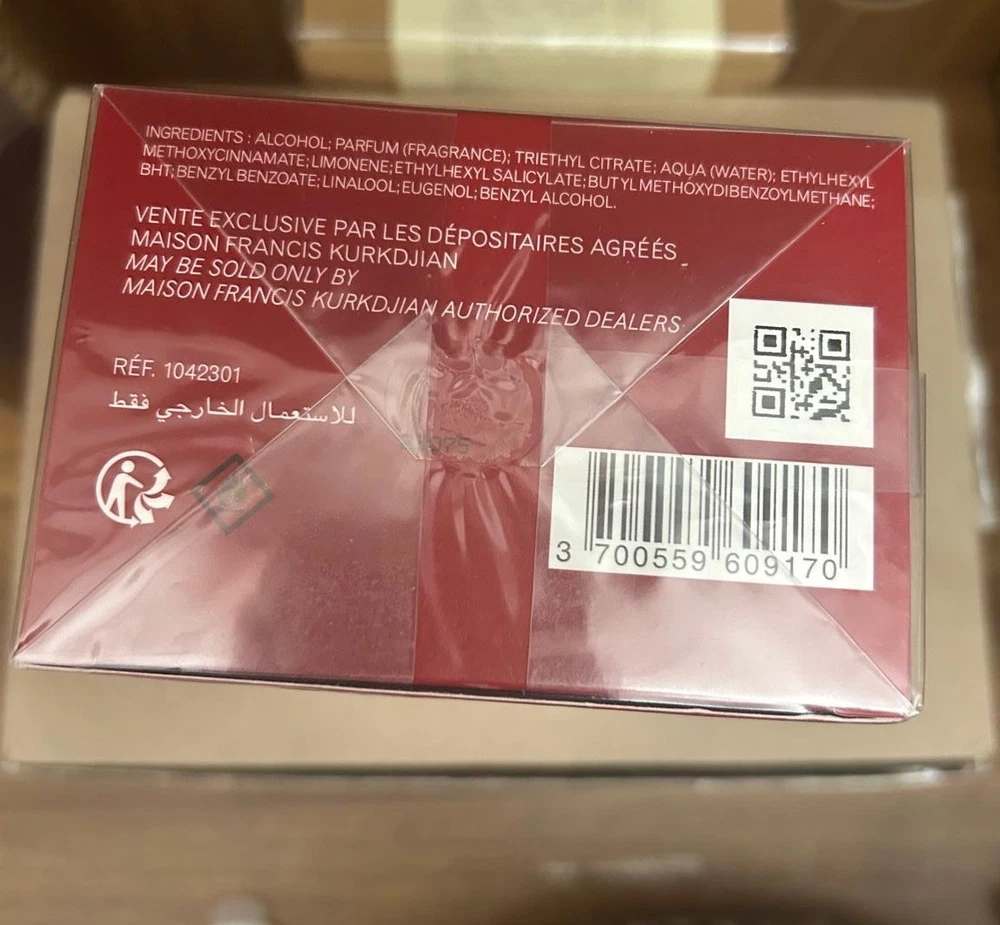 INGREDIENTS : ALCOHOL; PARFUM (FRAGRANCE); TRIETHYL CITRATE; AQUA (WATER); ETHYLHEXYL
METHOXYCINNAMATE; LIMONENE; ETHYLHEXYL SALICYLATE; BUTYL METHOXYDIBENZOYLMETHANE;
BHT; BENZYL BENZOATE; LINALOOL; EUGENOL; BENZYL ALCOHOL.
VENTE EXCLUSIVE PAR LES DÉPOSITAIRES AGRÉÉS
MAISON FRANCIS KURKDJIAN
MAY BE SOLD ONLY BY
MAISON FRANCIS KURKDJIAN AUTHORIZED DEALERS
RÉF. 1042301
للاستعمال الخارجي فقط
3 700559 609170